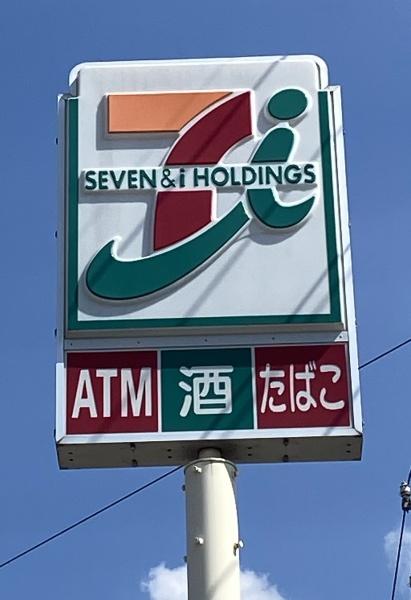 SEVEN & i HOLDINGS
ATM 酒 たばこ